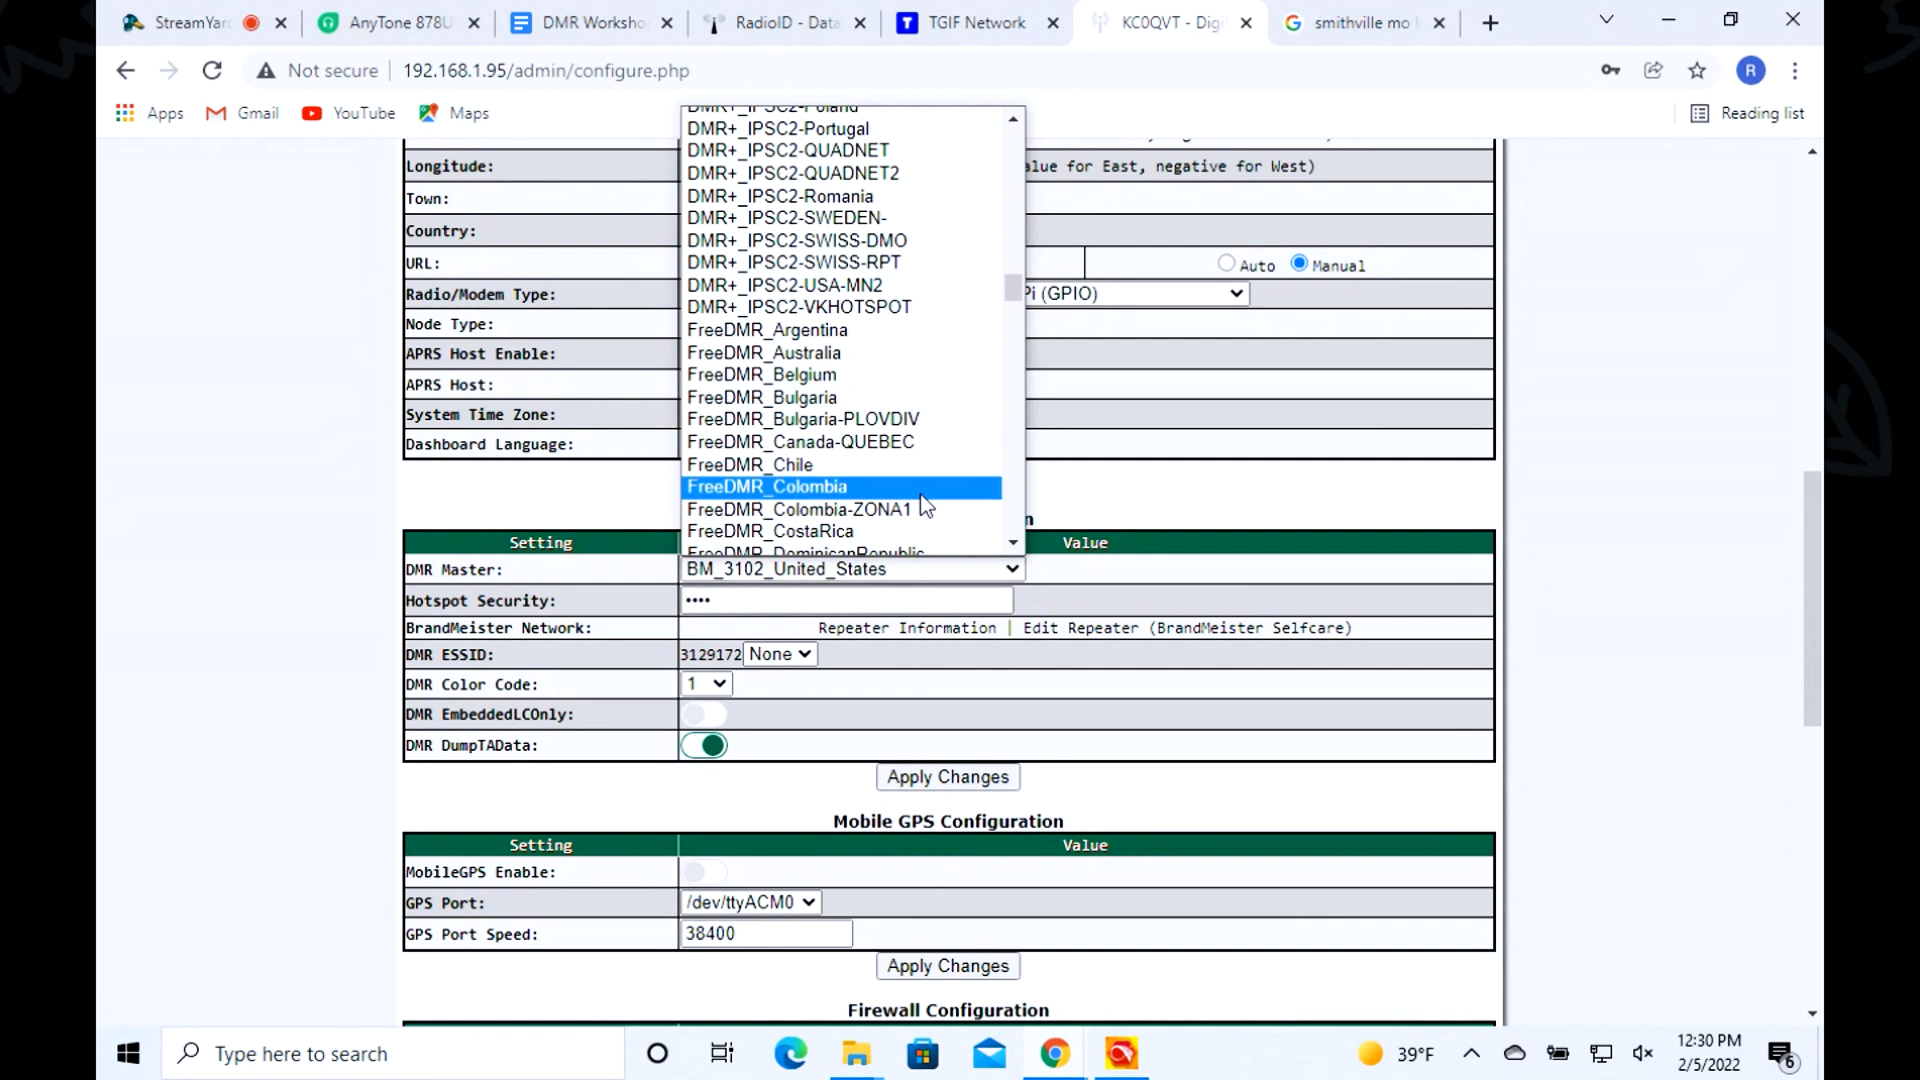 StreamYar
AnyTone 878U
DMR Worksho
RadioID - Data
TGIF Network
KC0QVT - Digi
smithville mo
Not secure
192.168.1.95/admin/configure.php
R
Apps
Gmail
YouTube
Maps
Reading list
DMR+_IPSC2-Poland
DMR+_IPSC2-Portugal
DMR+_IPSC2-QUADNET
DMR+_IPSC2-QUADNET2
DMR+_IPSC2-Romania
DMR+_IPSC2-SWEDEN-
DMR+_IPSC2-SWISS-DMO
DMR+_IPSC2-SWISS-RPT
DMR+_IPSC2-USA-MN2
DMR+_IPSC2-VKHOTSPOT
FreeDMR_Argentina
FreeDMR_Australia
FreeDMR_Belgium
FreeDMR_Bulgaria
FreeDMR_Bulgaria-PLOVDIV
FreeDMR_Canada-QUEBEC
FreeDMR_Chile
FreeDMR_Colombia
FreeDMR_Colombia-ZONA1
FreeDMR_CostaRica
FreeDMR_DominicanRepublic
Longitude:
alue for East, negative for West)
Town:
Country:
URL:
Auto
Manual
Radio/Modem Type:
Pi (GPIO)
Node Type:
APRS Host Enable:
APRS Host:
System Time Zone:
Dashboard Language:
n
Setting
Value
DMR Master:
BM_3102_United_States
Hotspot Security:
••••
BrandMeister Network:
Repeater Information | Edit Repeater (BrandMeister Selfcare)
DMR ESSID:
3129172
None
DMR Color Code:
1
DMR EmbeddedLCOnly:
DMR DumpTAData:
Apply Changes
Mobile GPS Configuration
Setting
Value
MobileGPS Enable:
GPS Port:
/dev/ttyACM0
GPS Port Speed:
38400
Apply Changes
Firewall Configuration
Type here to search
39°F
12:30 PM
2/5/2022
6